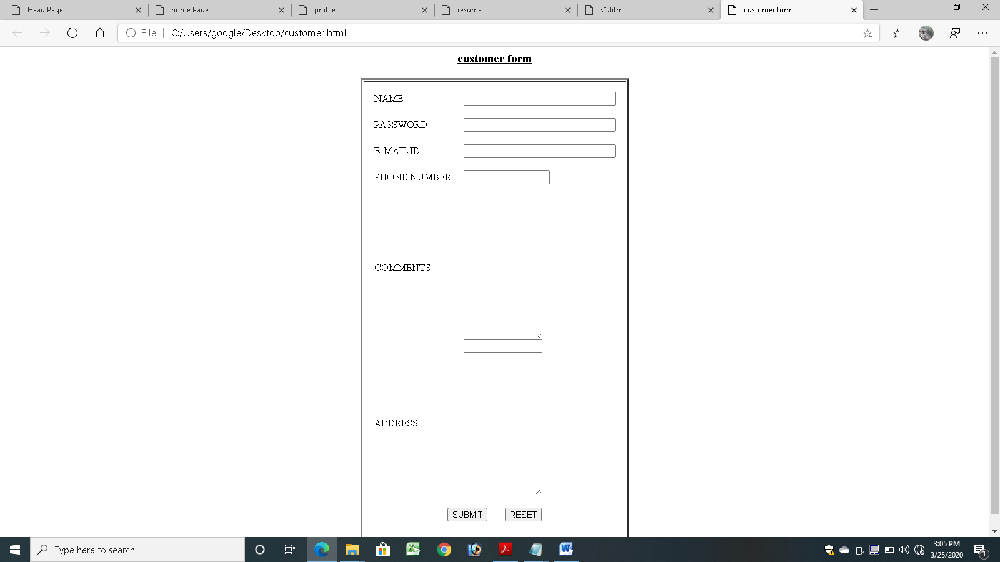 Head Page
home Page
profile
resume
s1.html
customer form
File
C:/Users/google/Desktop/customer.html
customer form
NAME
PASSWORD
E-MAIL ID
PHONE NUMBER
COMMENTS
ADDRESS
SUBMIT RESET
Type here to search
3:05 PM
3/25/2020
1